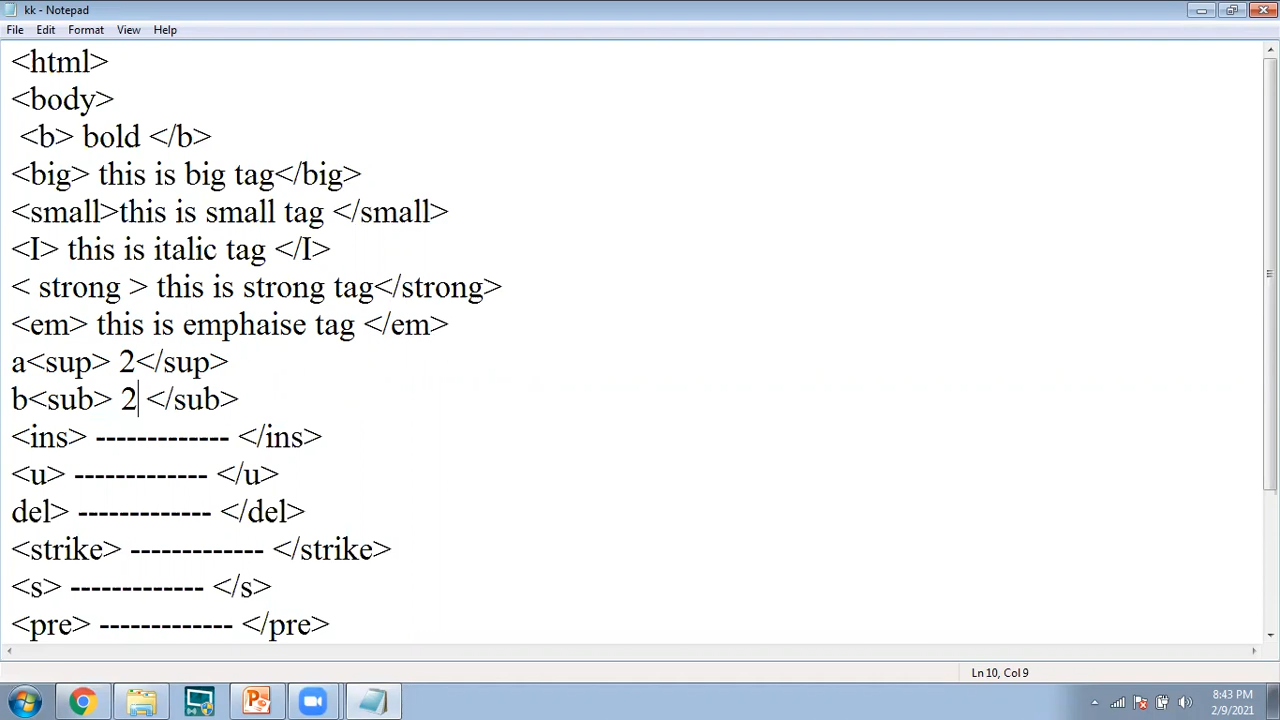 kk - Notepad
File Edit Format View Help
<html>
<body>
<b> bold </b>
<big> this is big tag</big>
<small>this is small tag </small>
<I> this is italic tag </I>
< strong > this is strong tag</strong>
<em> this is emphaise tag </em>
a<sup> 2</sup>
b<sub> 2 </sub>
<ins> ------------- </ins>
<u> ------------- </u>
del> ------------- </del>
<strike> ------------- </strike>
<s> ------------- </s>
<pre> ------------- </pre>
Ln 10, Col 9
8:43 PM
2/9/2021